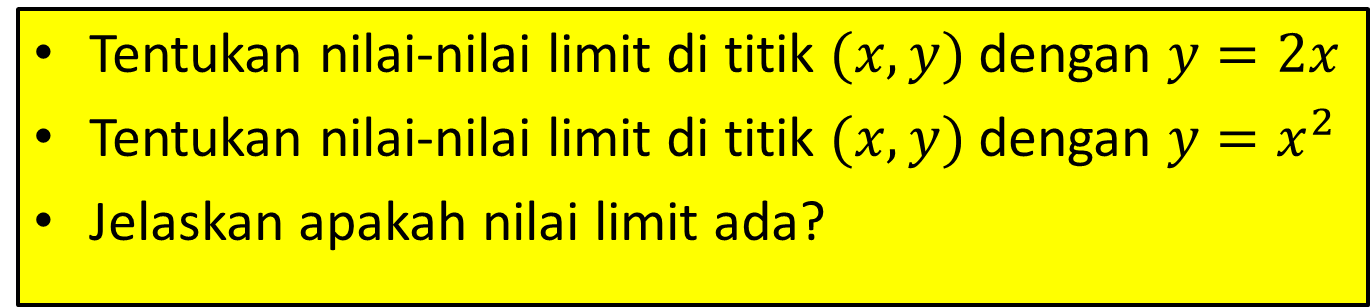 • Tentukan nilai-nilai limit di titik (x, y) dengan y = 2x
• Tentukan nilai-nilai limit di titik (x, y) dengan y = x²
• Jelaskan apakah nilai limit ada?